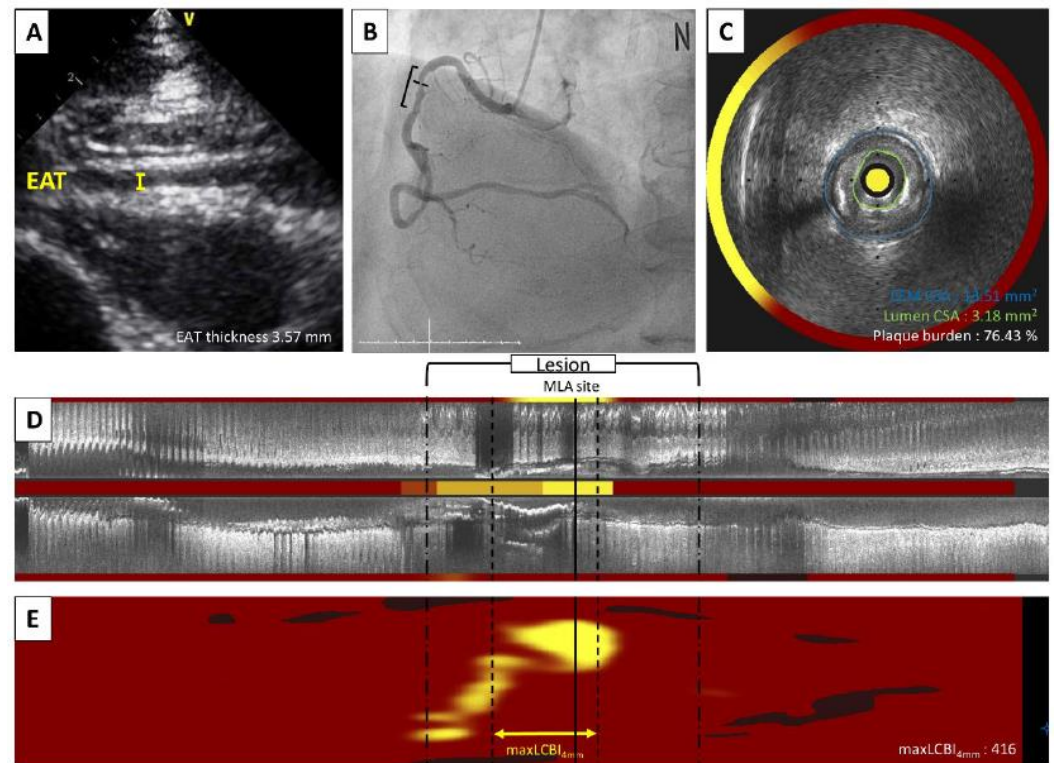 A
V
2
EAT
EAT thickness 3.57 mm
B
N
C
Lumen CSA : 3.18 mm²
Plaque burden : 76.43 %
Lesion
MLA site
D
E
maxLCBI4mm
maxLCBI4mm : 416